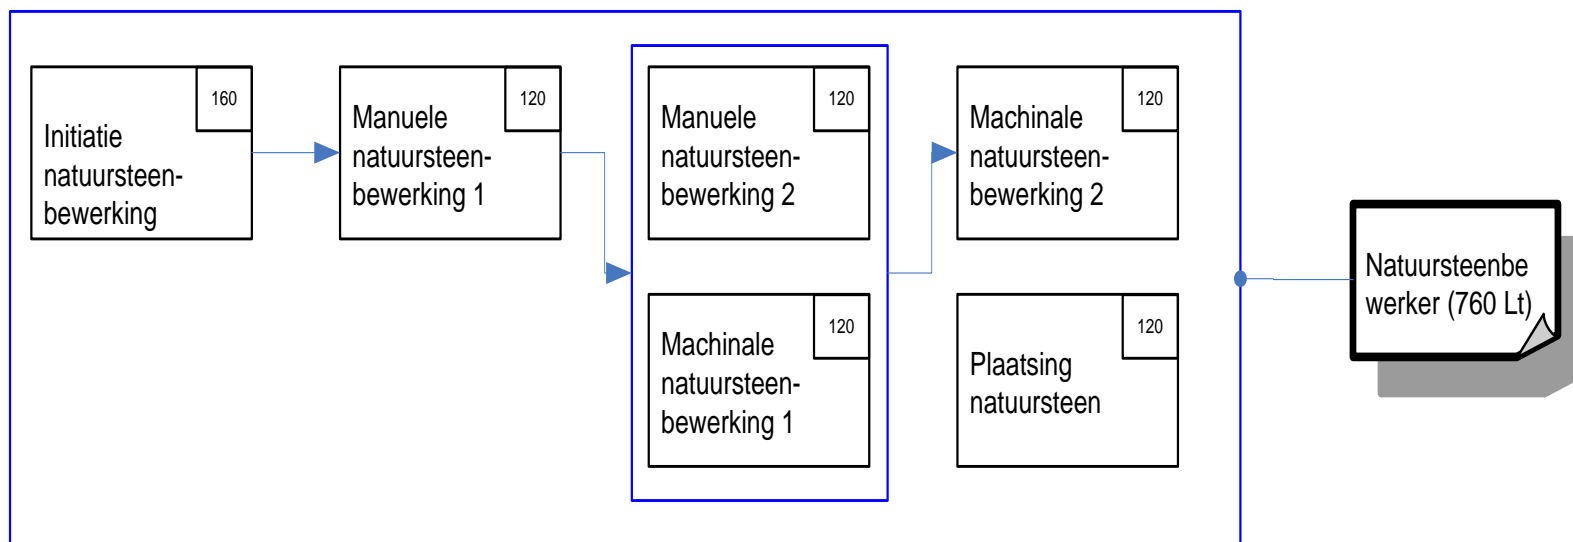 160
Initiatie
natuursteen-
bewerking
120
Manuele
natuursteen-
bewerking 1
120
Manuele
natuursteen-
bewerking 2
120
Machinale
natuursteen-
bewerking 1
120
Machinale
natuursteen-
bewerking 2
120
Plaatsing
natuursteen
Natuursteenbe
werker (760 Lt)